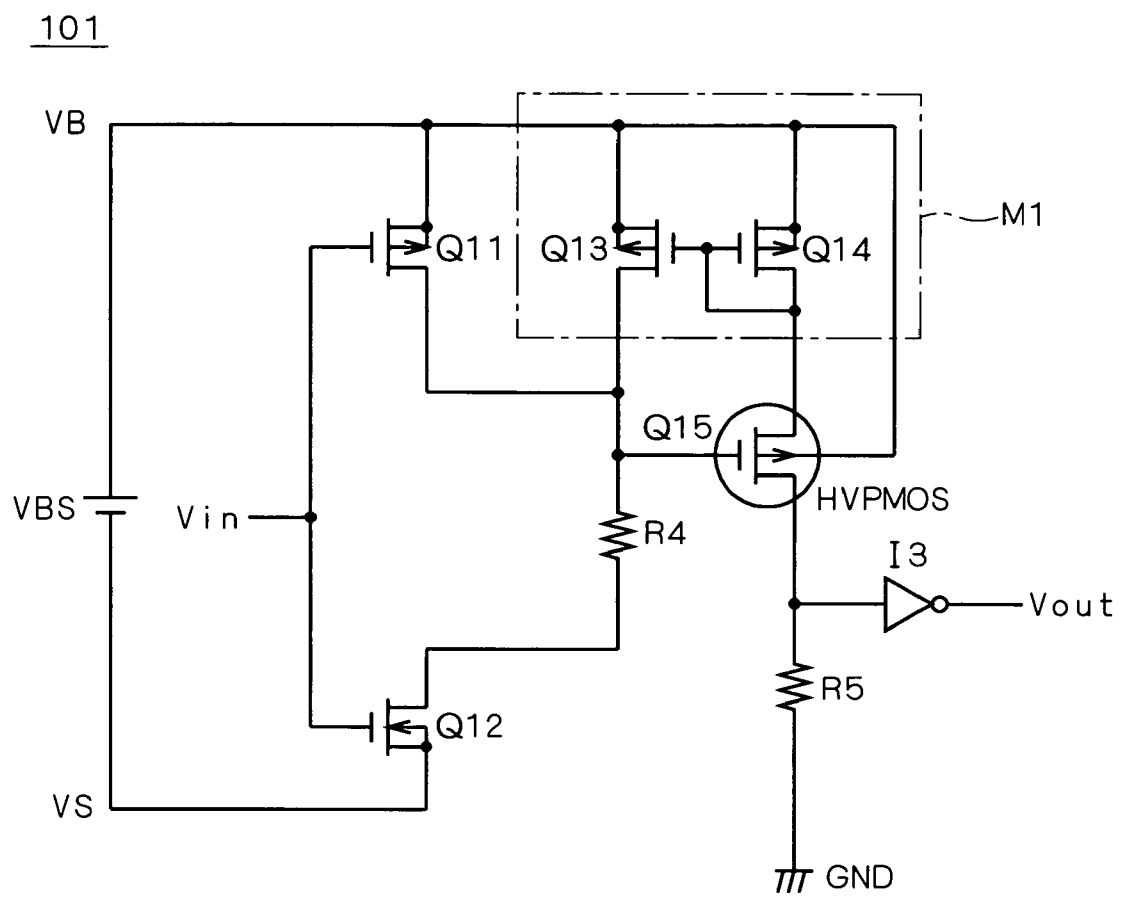 101
VB
M1
Q11
Q13
Q14
Q15
HVPMOS
VBS
Vin
R4
I3
Vout
R5
Q12
VS
GND